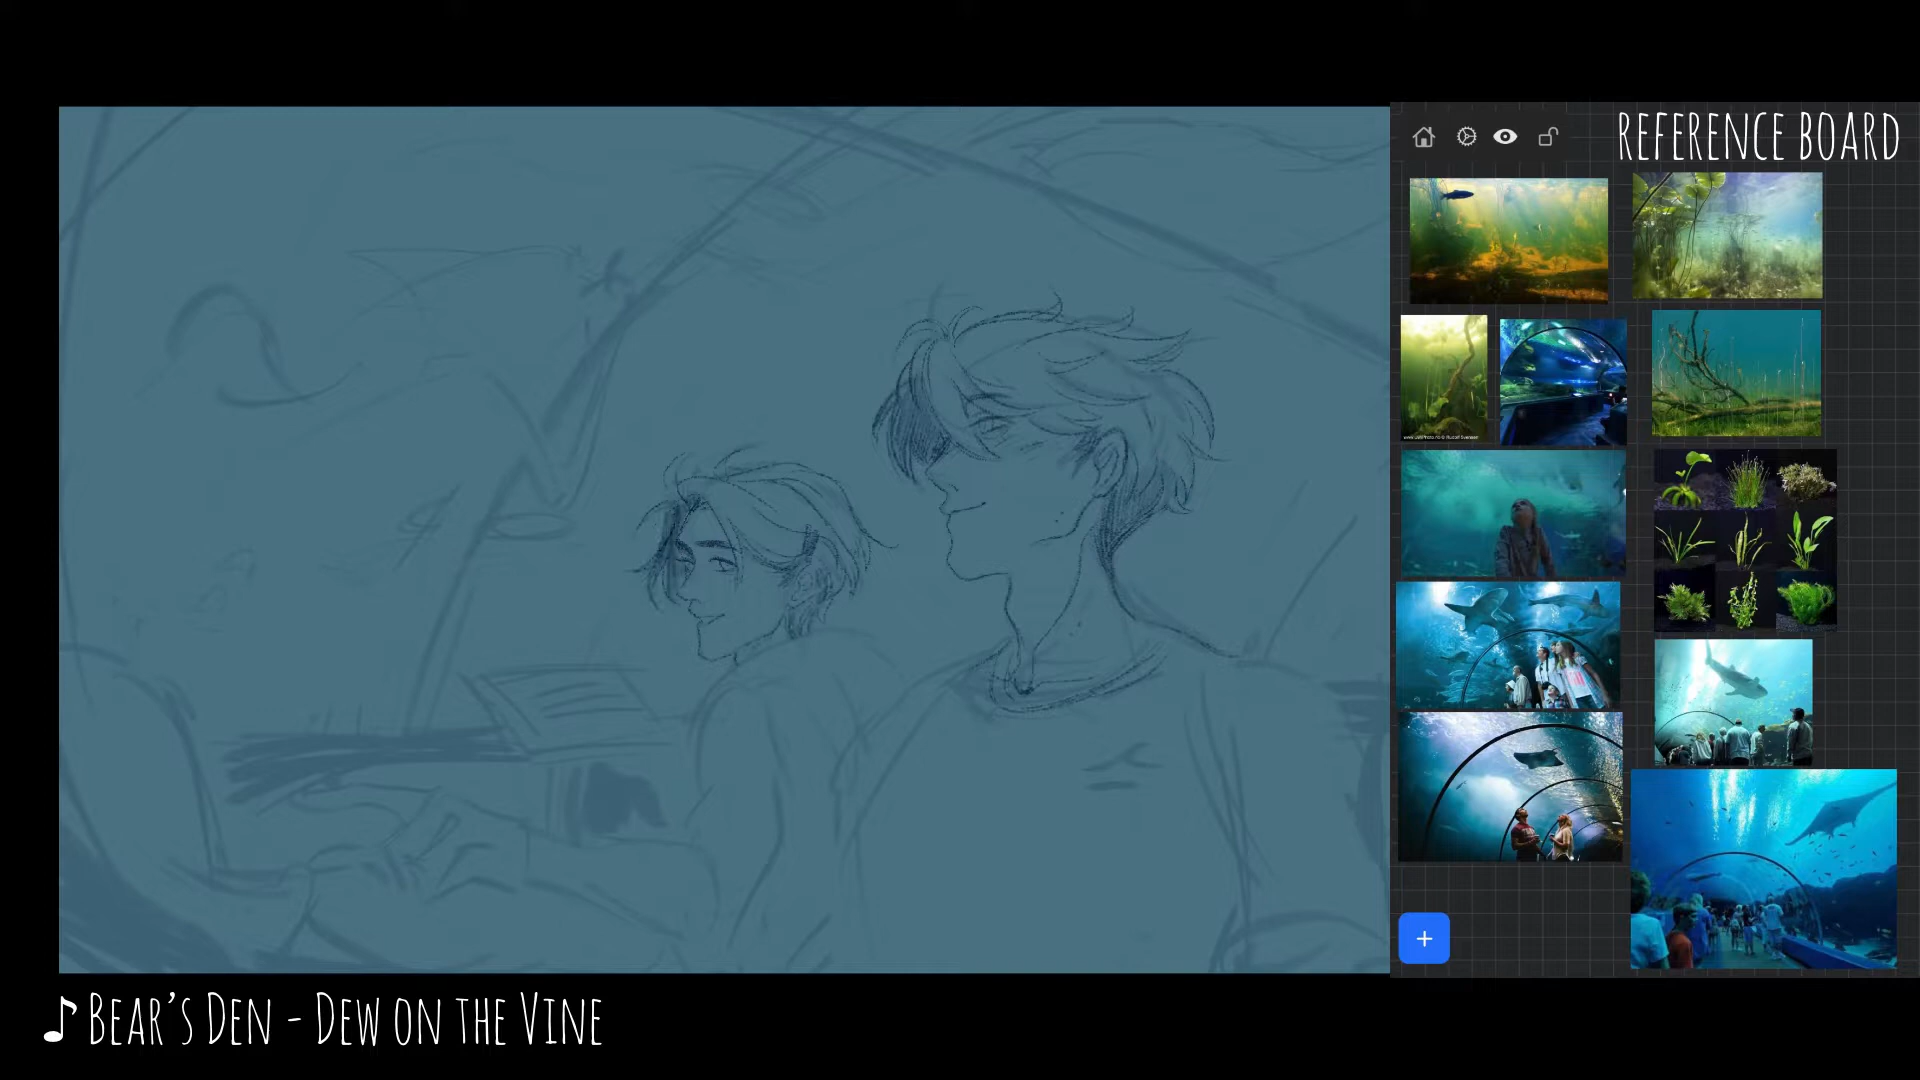 REFERENCE BOARD
♪ BEAR'S DEN - DEW ON THE VINE